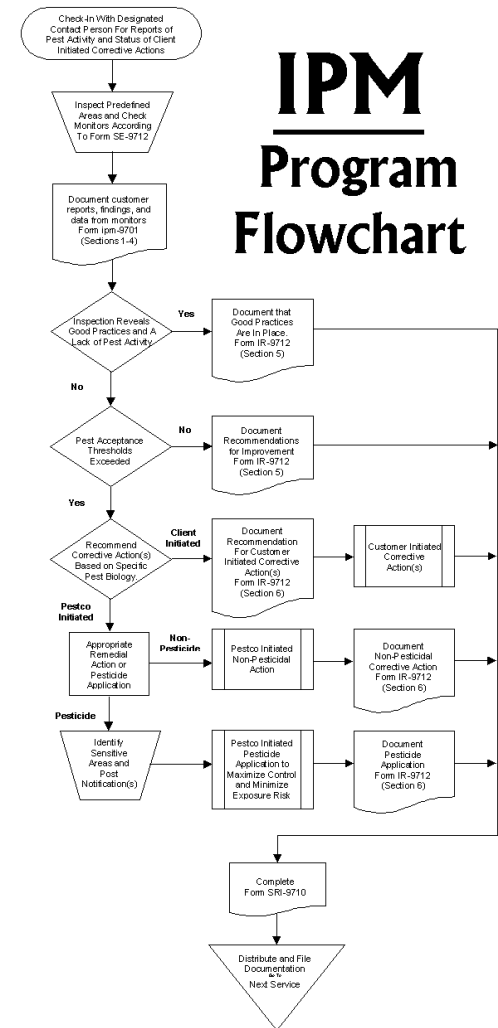 Check-In With Designated
Contact Person For Reports of
Pest Activity and Status of Client
Initiated Corrective Actions
IPM
Program
Flowchart
Inspect Predefined
Areas and Check
Monitors According
To Form SE-9712
Document customer
reports, findings, and
data from monitors
Form ipm-9701
(Sections 1-4)
Inspection Reveals
Good Practices and A
Lack of Pest Activity.
Yes
Document that
Good Practices
Are In Place.
Form IR-9712
(Section 5)
No
Pest Acceptance
Thresholds
Exceeded
No
Document
Recommendations
for Improvement
Form IR-9712
(Section 5)
Yes
Recommend
Corrective Action(s)
Based on Specific
Pest Biology.
Client
Initiated
Document
Recommendation
For Customer
Initiated Corrective
Action(s)
Form IR-9712
(Section 6)
Customer Initiated
Corrective
Action(s)
Pestco
Initiated
Appropriate
Remedial
Action or
Pesticide
Application
Non-
Pesticide
Pestco Initiated
Non-Pesticidal
Action
Document
Non-Pesticidal
Corrective Action
Form IR-9712
(Section 6)
Pesticide
Identify
Sensitive
Areas and
Post
Notification(s)
Pestco Initiated
Pesticide
Application to
Maximize Control
and Minimize
Exposure Risk
Document
Pesticide
Application
Form IR-9712
(Section 6)
Complete
Form SRI-9710
Distribute and File
Documentation
Go To
Next Service